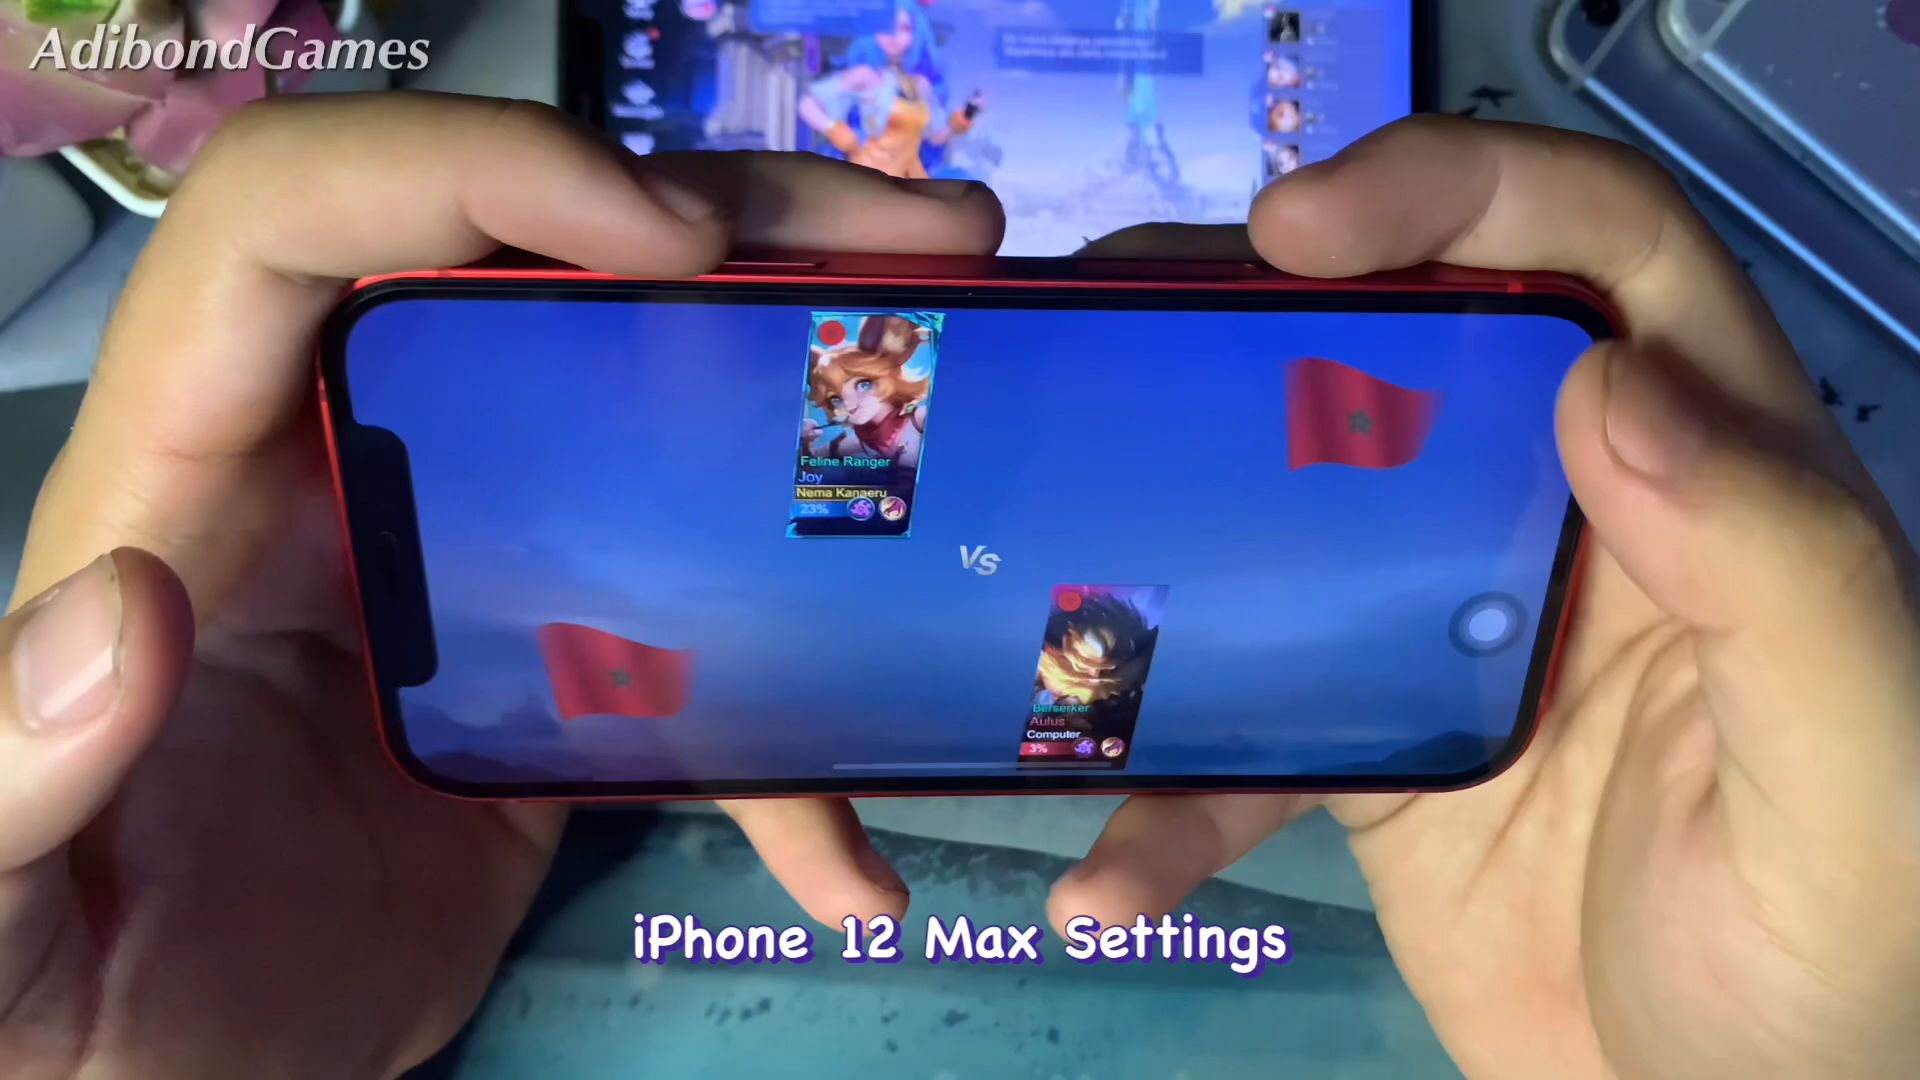 AdibondGames
Feline Ranger
Joy
Nema Kanaeru
23%
Vs
Berserker
Aulus
Computer
3%
iPhone 12 Max Settings